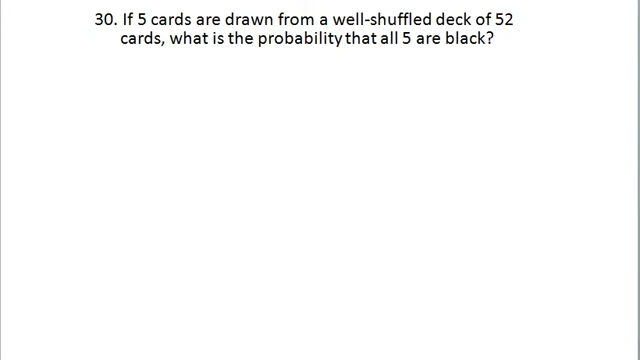 30. If 5 cards are drawn from a well-shuffled deck of 52
cards, what is the probability that all 5 are black?